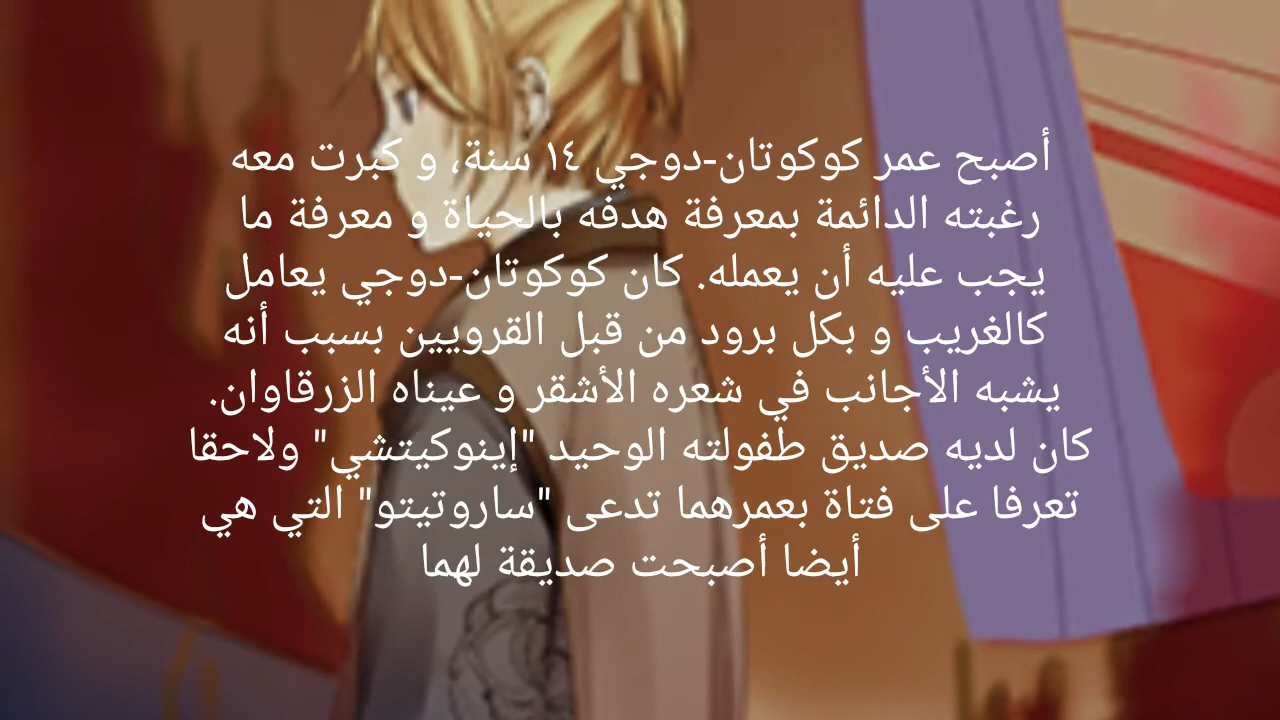 أصبح عمر كوكوتان-دوجي ١٤ سنة، و كبرت معه
رغبته الدائمة بمعرفة هدفه بالحياة و معرفة ما
يجب عليه أن يعمله. كان كوكوتان-دوجي يعامل
كالغريب و بكل برود من قبل القرويين بسبب أنه
يشبه الأجانب في شعره الأشقر و عيناه الزرقاوان.
كان لديه صديق طفولته الوحيد "إينوكيتشي" ولاحقا
تعرفا على فتاة بعمرهما تدعى "ساروتيتو" التي هي
أيضا أصبحت صديقة لهما